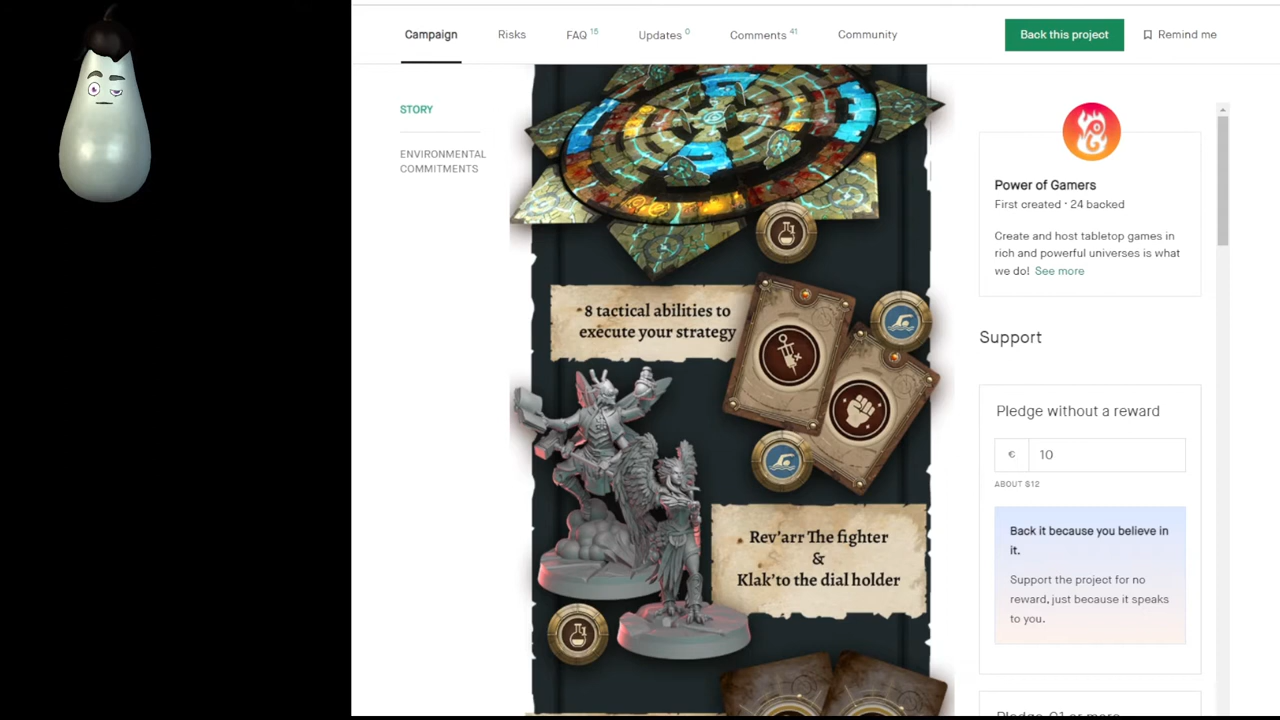 Campaign
Risks
FAQ 15
Updates 0
Comments 41
Community
Back this project
Remind me
STORY
ENVIRONMENTAL
COMMITMENTS
8 tactical abilities to
execute your strategy
Rev'arr The fighter
&
Klak'to the dial holder
Power of Gamers
First created · 24 backed
Create and host tabletop games in
rich and powerful universes is what
we do! See more
Support
Pledge without a reward
€ 10
ABOUT $12
Back it because you believe in
it.
Support the project for no
reward, just because it speaks
to you.